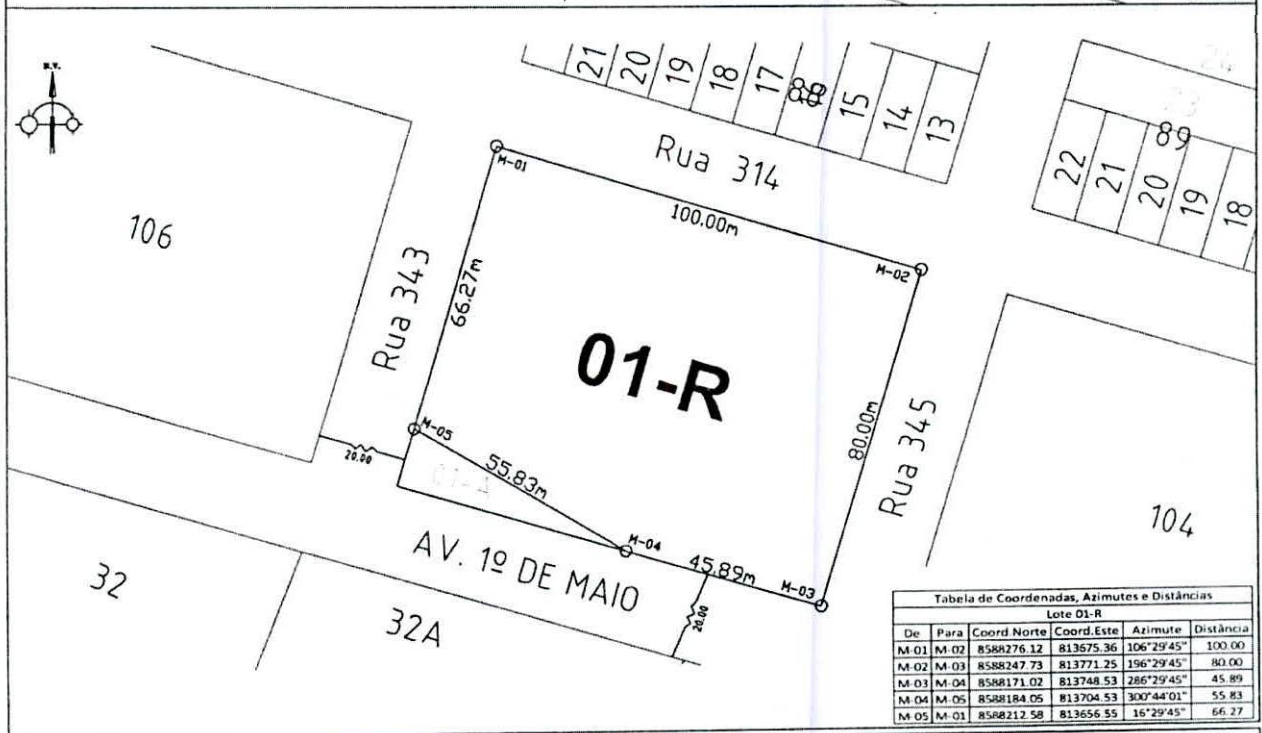 N.V.
21
20
19
18
17
88
15
14
13
23
89
22
21
20
19
18
Rua 314
M-01
100.00m
M-02
106
Rua 343
66.27m
01-R
80.00m
Rua 345
M-05
20.00
55.83m
01-A
M-04
45.89m
M-03
AV. 1º DE MAIO
20.00
104
32
32A
Tabela de Coordenadas, Azimutes e Distâncias
Lote 01-R
De Para Coord.Norte Coord.Este Azimute Distância
M-01 M-02 8588276.12 813675.36 106°29'45" 100.00
M-02 M-03 8588247.73 813771.25 196°29'45" 80.00
M-03 M-04 8588171.02 813748.53 286°29'45" 45.89
M-04 M-05 8588184.05 813704.53 300°44'01" 55.83
M-05 M-01 8588212.58 813656.55 16°29'45" 66.27